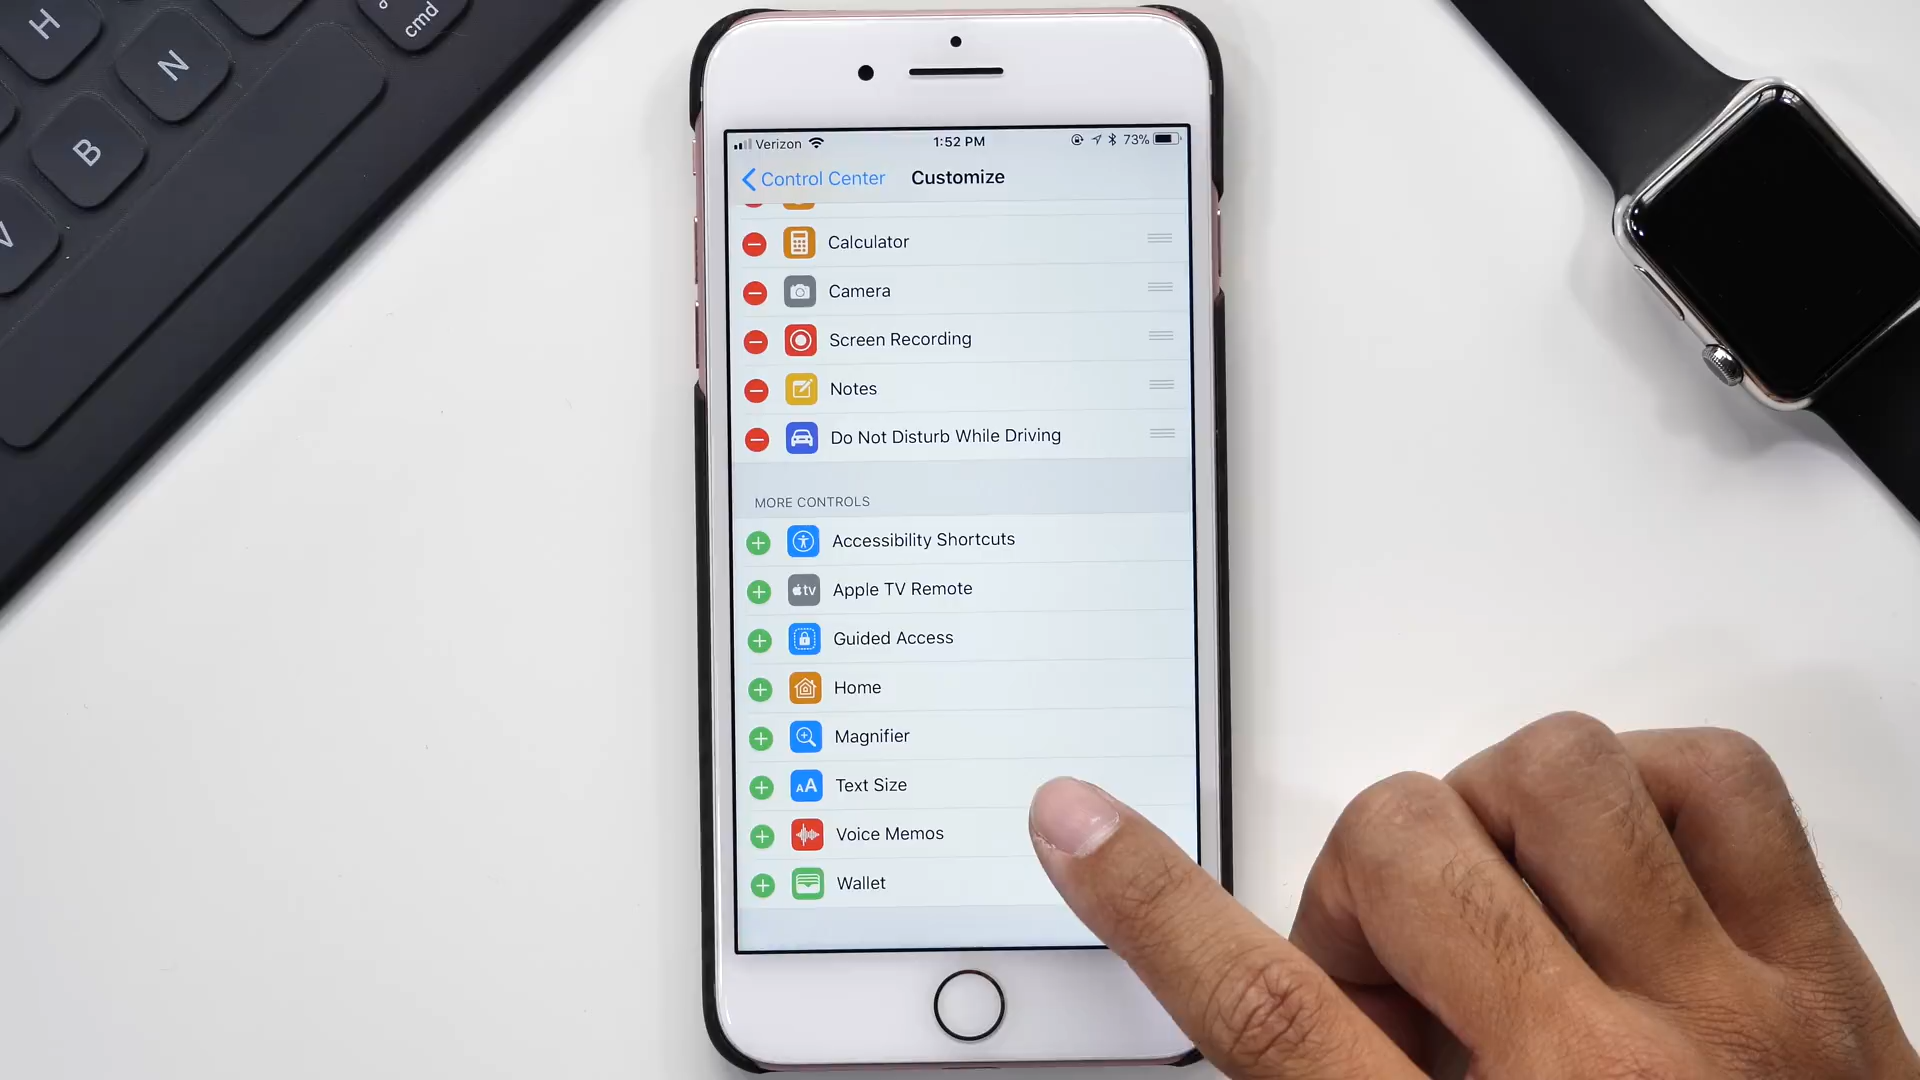 H
N
B
V
cmd
Verizon
1:52 PM
73%
Control Center
Customize
Calculator
Camera
Screen Recording
Notes
Do Not Disturb While Driving
MORE CONTROLS
Accessibility Shortcuts
tv
Apple TV Remote
Guided Access
Home
Magnifier
AA
Text Size
Voice Memos
Wallet